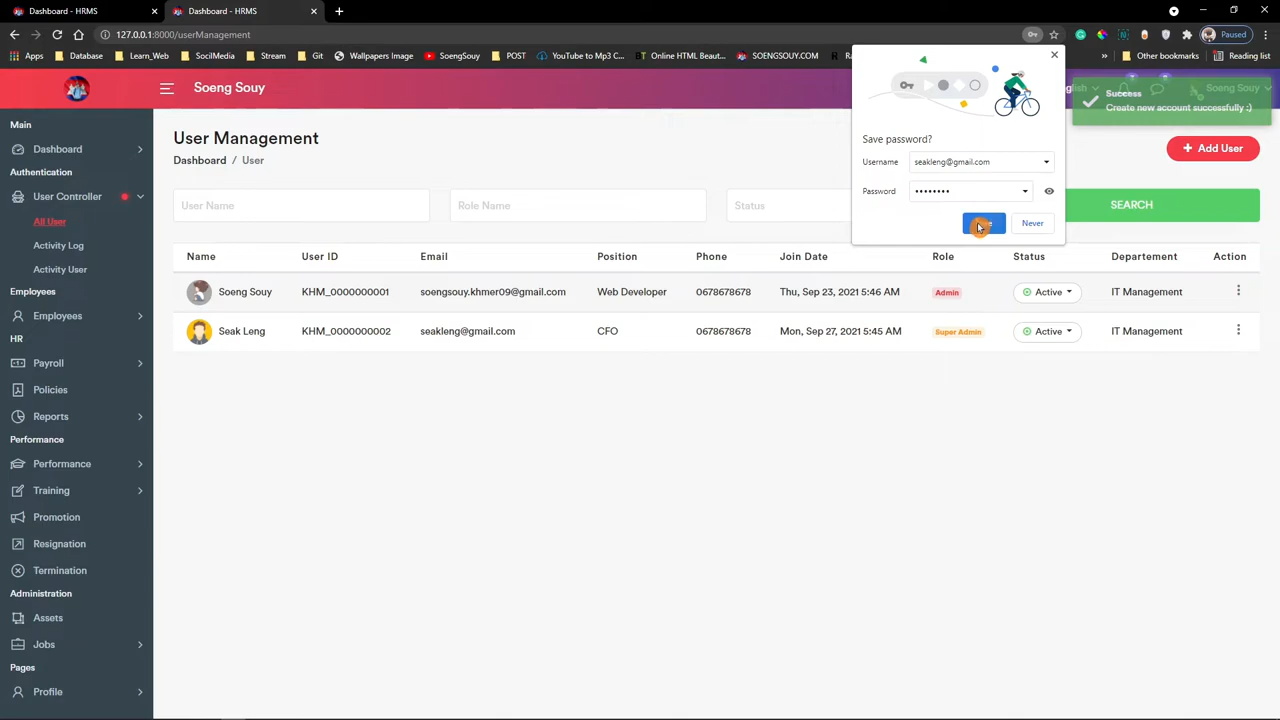 Dashboard - HRMS
Dashboard - HRMS
127.0.0.1:8000/userManagement
Paused
Apps
Database
Learn_Web
SocilMedia
Stream
Git
Wallpapers Image
SoengSouy
POST
YouTube to Mp3 C...
Online HTML Beaut...
SOENGSOUY.COM
Other bookmarks
Reading list
Soeng Souy
Soeng Souy
Success
Create new account successfully :)
Save password?
Username seakleng@gmail.com
Password ••••••••
Never
Main
Dashboard
Authentication
User Controller
All User
Activity Log
Activity User
Employees
Employees
HR
Payroll
Policies
Reports
Performance
Performance
Training
Promotion
Resignation
Termination
Administration
Assets
Jobs
Pages
Profile
User Management
Dashboard / User
+ Add User
User Name
Role Name
Status
SEARCH
Name User ID Email Position Phone Join Date Role Status Departement Action
Soeng Souy KHM_0000000001 soengsouy.khmer09@gmail.com Web Developer 0678678678 Thu, Sep 23, 2021 5:46 AM Admin Active IT Management
Seak Leng KHM_0000000002 seakleng@gmail.com CFO 0678678678 Mon, Sep 27, 2021 5:45 AM Super Admin Active IT Management